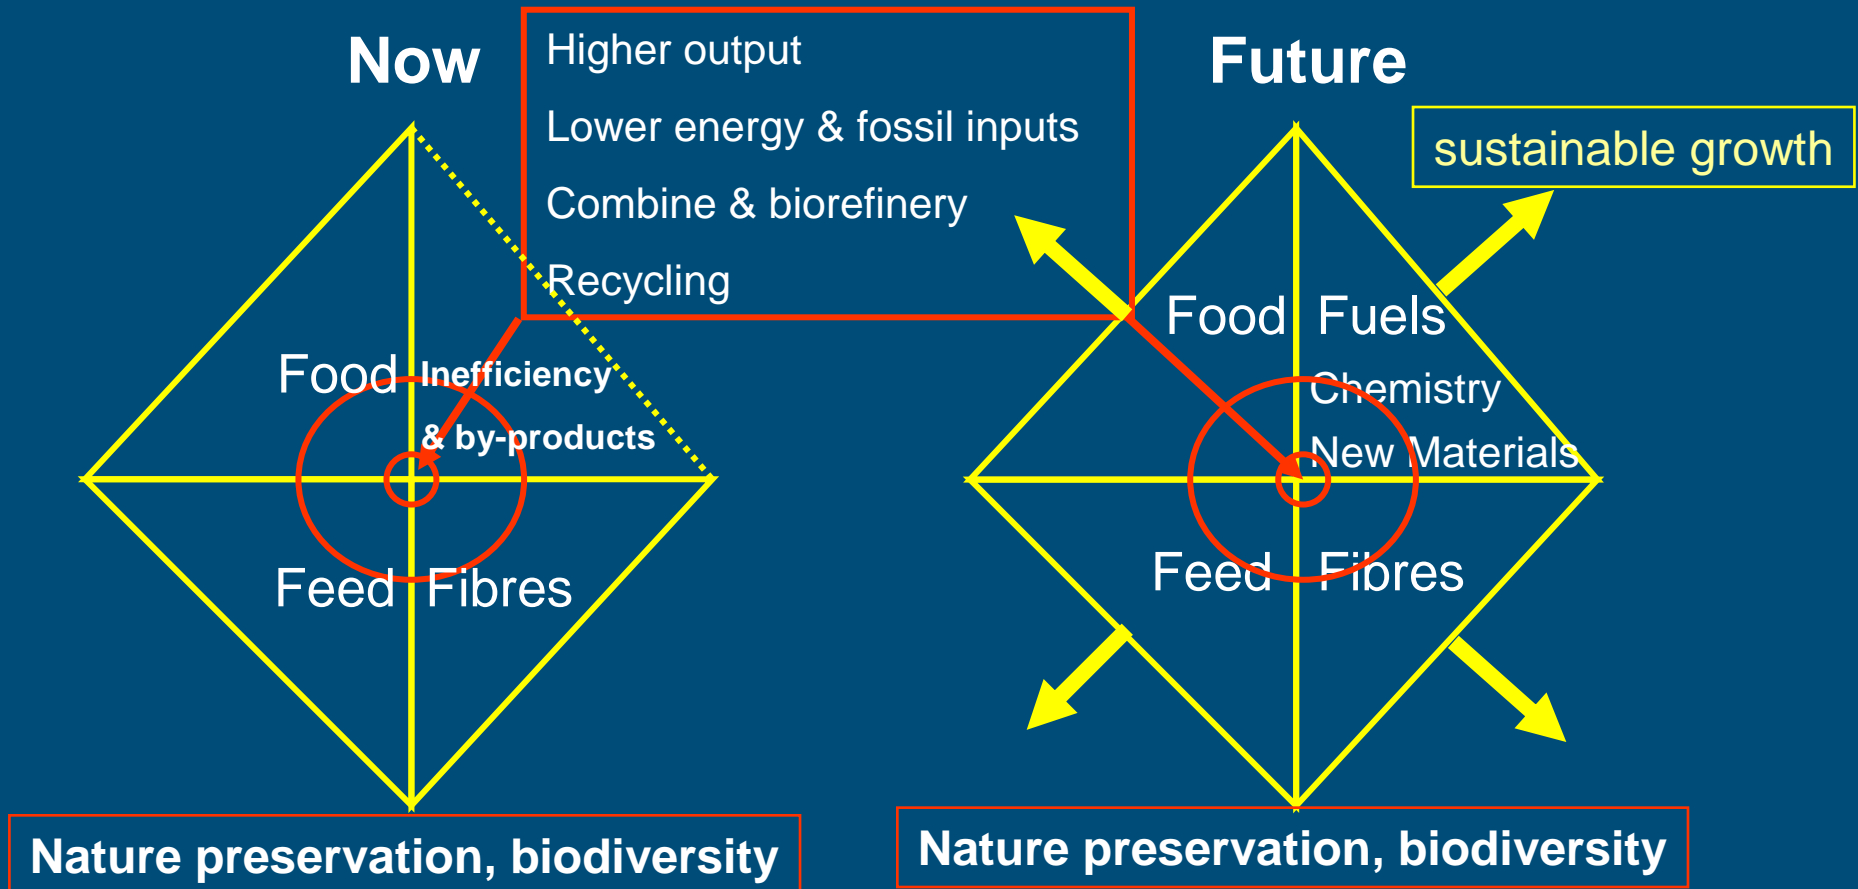 Now
Higher output
Lower energy & fossil inputs
Combine & biorefinery
Recycling
Future
sustainable growth
Food
Inefficiency
& by-products
Feed Fibres
Food Fuels
Chemistry
New Materials
Feed Fibres
Nature preservation, biodiversity
Nature preservation, biodiversity